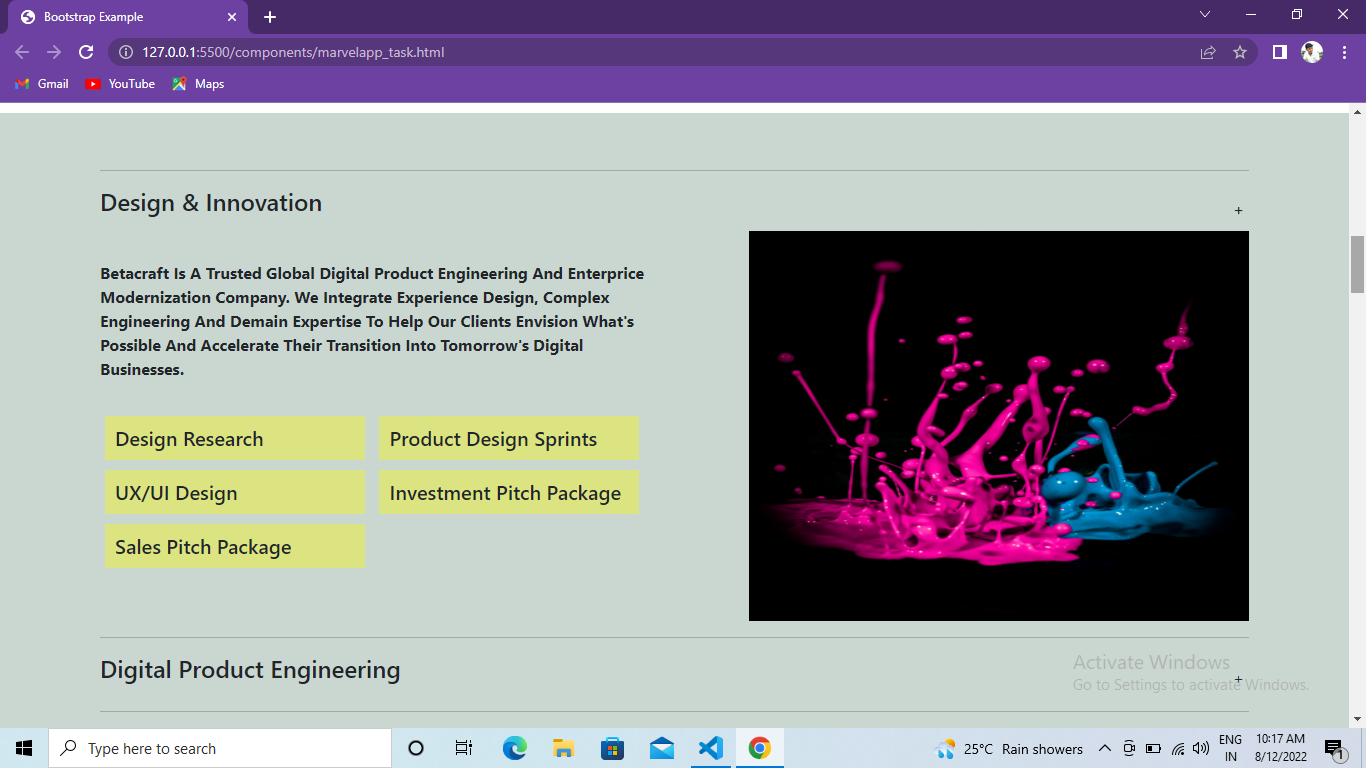 Bootstrap Example
127.0.0.1:5500/components/marvelapp_task.html
Gmail
YouTube
Maps
Design & Innovation
+
Betacraft Is A Trusted Global Digital Product Engineering And Enterprice
Modernization Company. We Integrate Experience Design, Complex
Engineering And Demain Expertise To Help Our Clients Envision What's
Possible And Accelerate Their Transition Into Tomorrow's Digital
Businesses.
Design Research
Product Design Sprints
UX/UI Design
Investment Pitch Package
Sales Pitch Package
Digital Product Engineering
+
Activate Windows
Go to Settings to activate Windows.
Type here to search
25°C Rain showers
ENG
IN
10:17 AM
8/12/2022
1